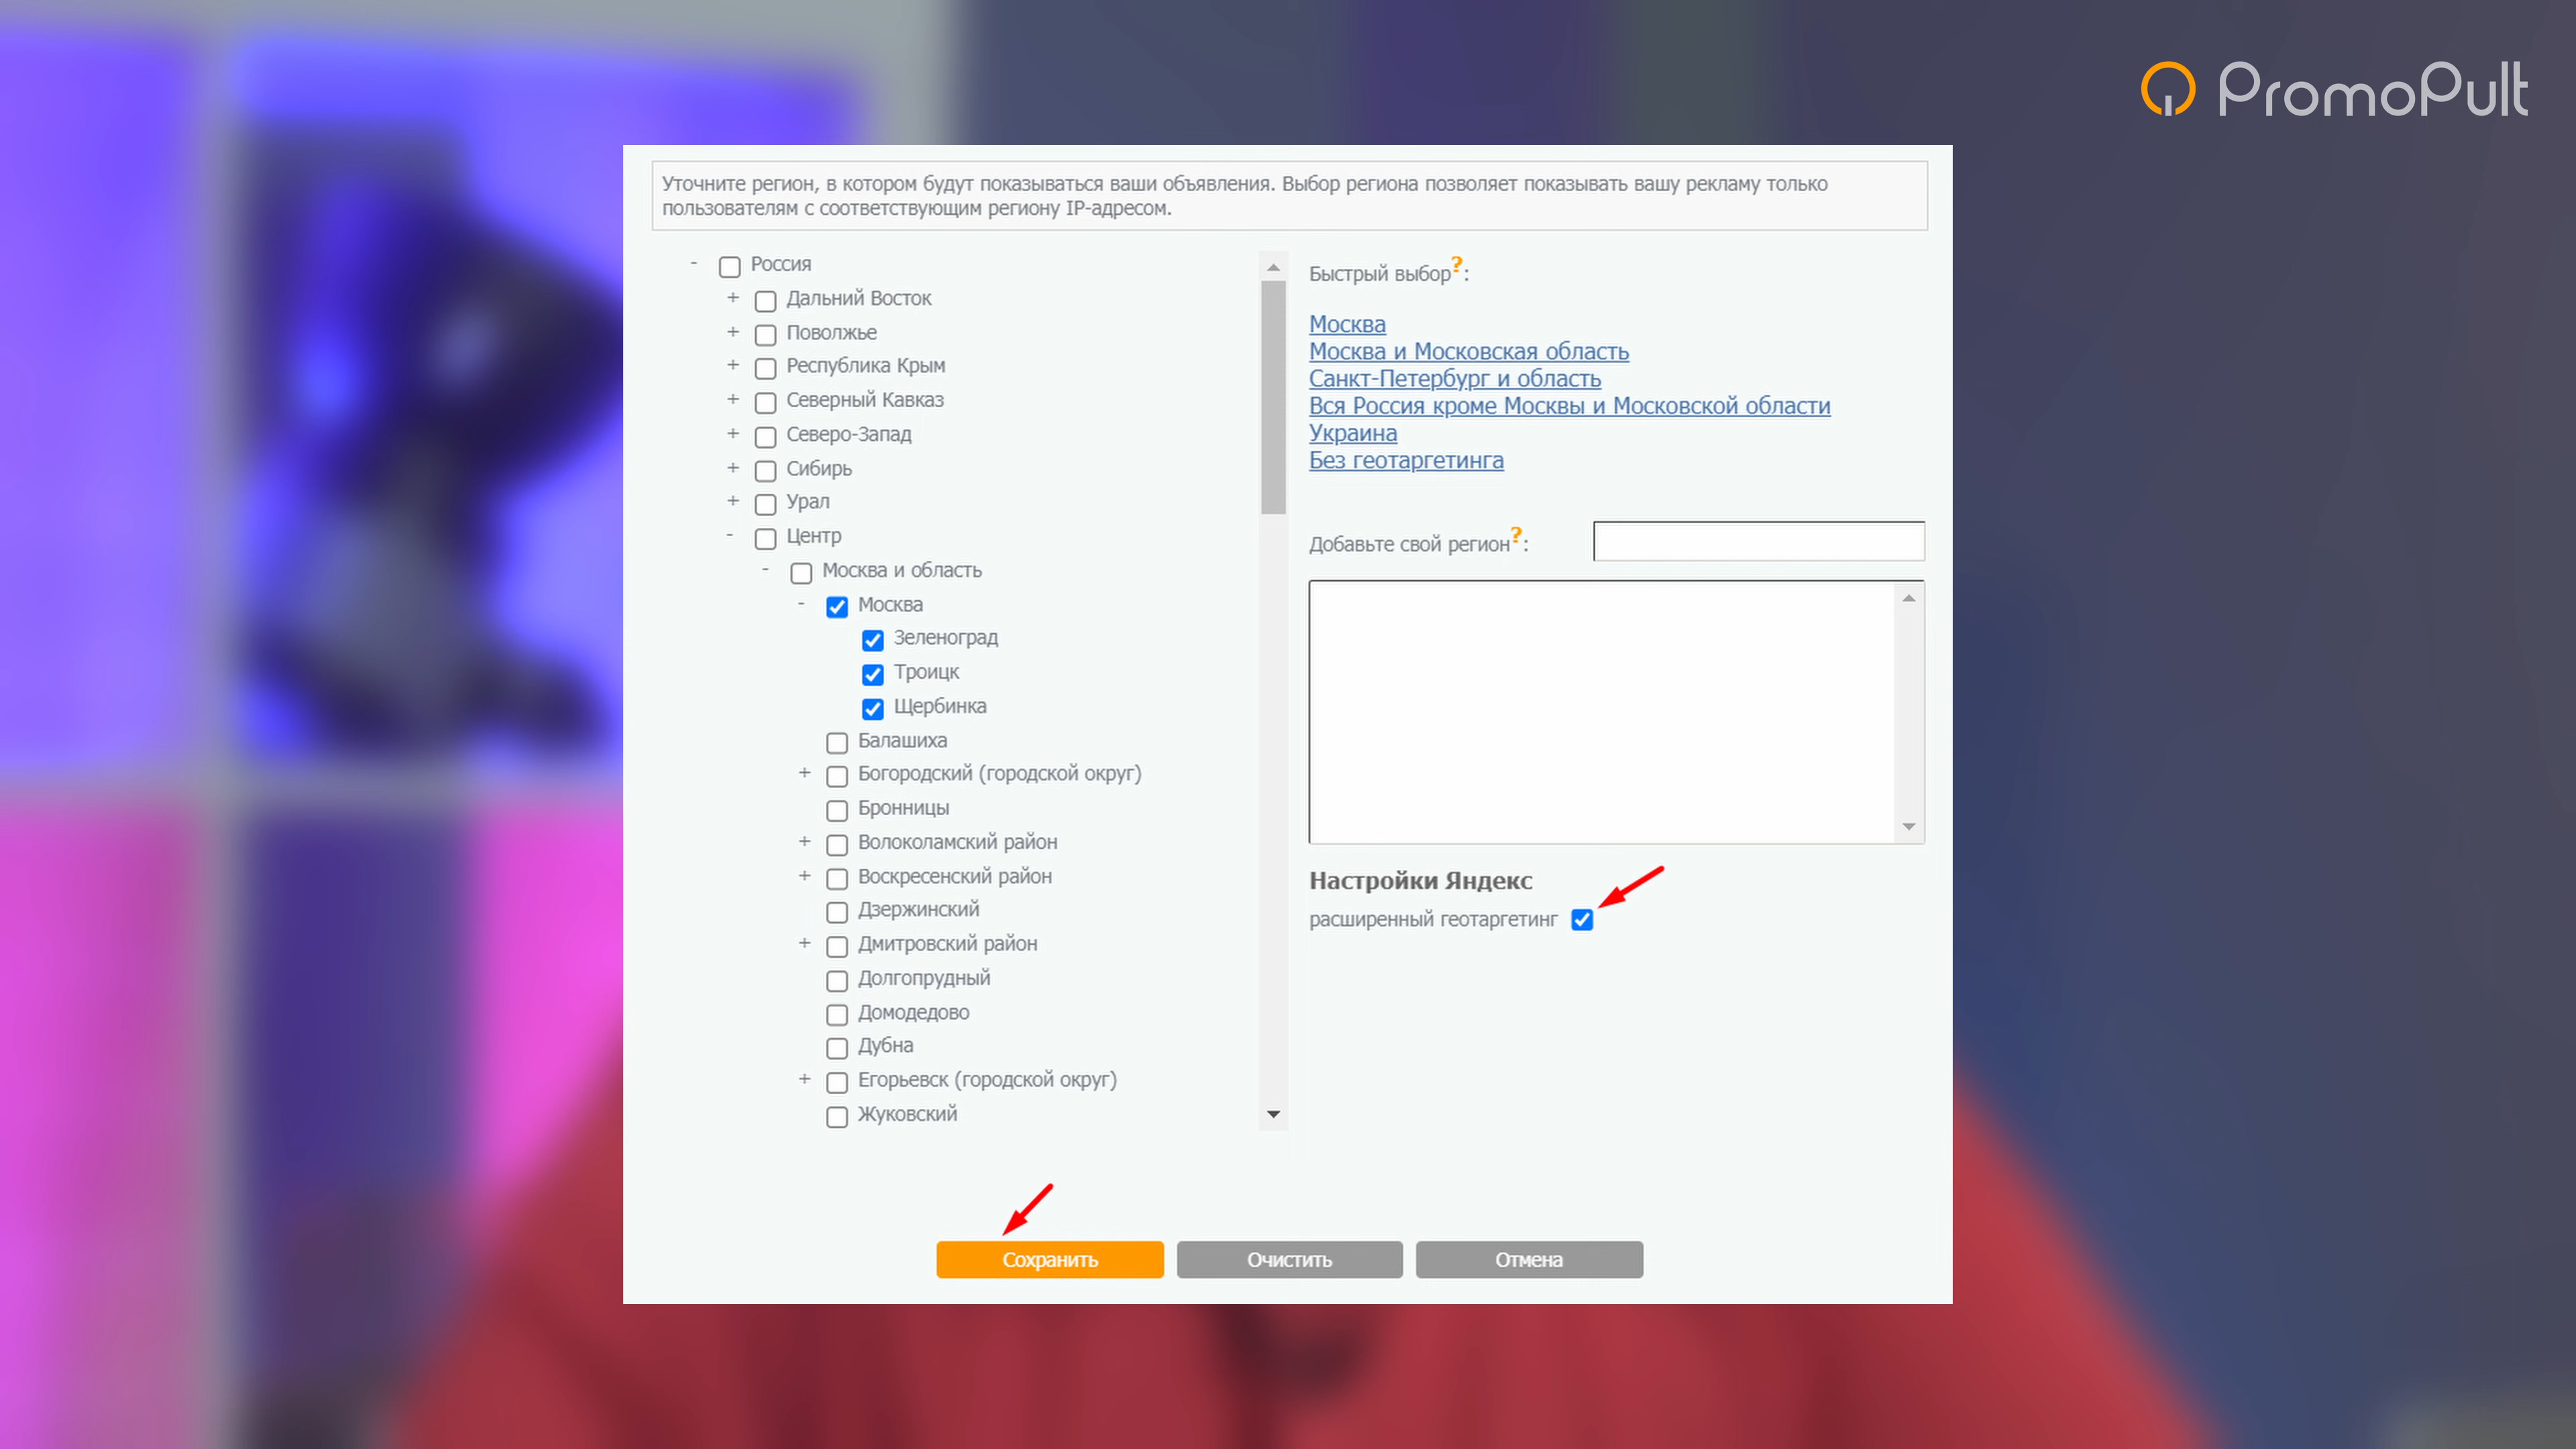 PromoPult
Уточните регион, в котором будут показываться ваши объявления. Выбор региона позволяет показывать вашу рекламу только
пользователям с соответствующим региону IP-адресом.
- Россия
+ Дальний Восток
+ Поволжье
+ Республика Крым
+ Северный Кавказ
+ Северо-Запад
+ Сибирь
+ Урал
- Центр
- Москва и область
- Москва
Зеленоград
Троицк
Щербинка
Балашиха
+ Богородский (городской округ)
Бронницы
+ Волоколамский район
+ Воскресенский район
Дзержинский
+ Дмитровский район
Долгопрудный
Домодедово
Дубна
+ Егорьевск (городской округ)
Жуковский
Быстрый выбор?:
Москва
Москва и Московская область
Санкт-Петербург и область
Вся Россия кроме Москвы и Московской области
Украина
Без геотаргетинга
Добавьте свой регион?:
Настройки Яндекс
расширенный геотаргетинг
Сохранить
Очистить
Отмена